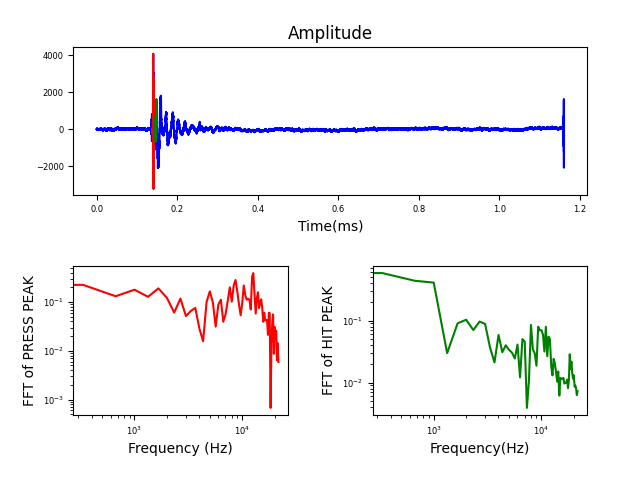 Amplitude
4000
2000
0
−2000
0.0 0.2 0.4 0.6 0.8 1.0 1.2
Time(ms)
FFT of PRESS PEAK
10⁻¹
10⁻²
10⁻³
10³ 10⁴
Frequency (Hz)
FFT of HIT PEAK
10⁻¹
10⁻²
10³ 10⁴
Frequency(Hz)